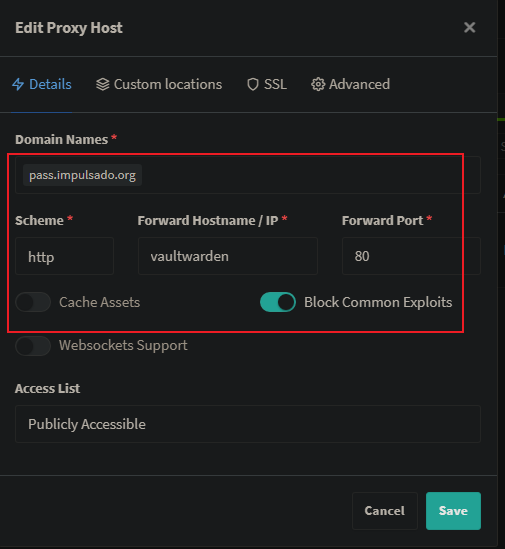 Edit Proxy Host
Details Custom locations SSL Advanced
Domain Names *
pass.impulsado.org
Scheme * Forward Hostname / IP * Forward Port *
http vaultwarden 80
Cache Assets Block Common Exploits
Websockets Support
Access List
Publicly Accessible
Cancel Save